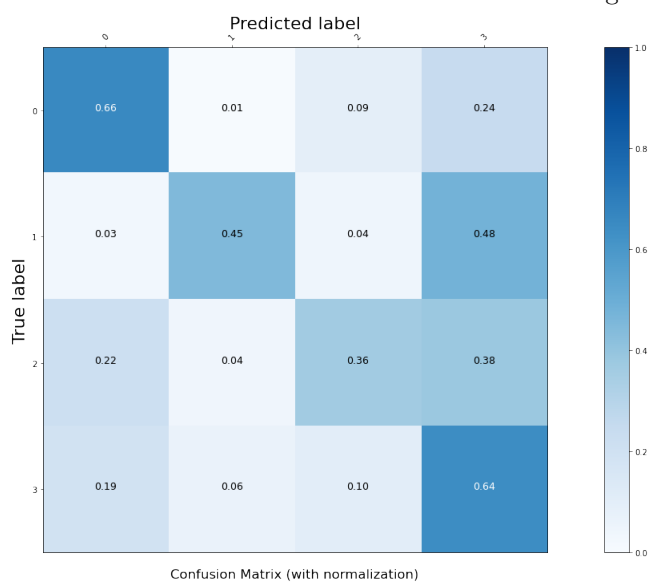 Predicted label
0 1 2 3
True label
0 0.66 0.01 0.09 0.24
1 0.03 0.45 0.04 0.48
2 0.22 0.04 0.36 0.38
3 0.19 0.06 0.10 0.64
1.0
0.8
0.6
0.4
0.2
0.0
Confusion Matrix (with normalization)